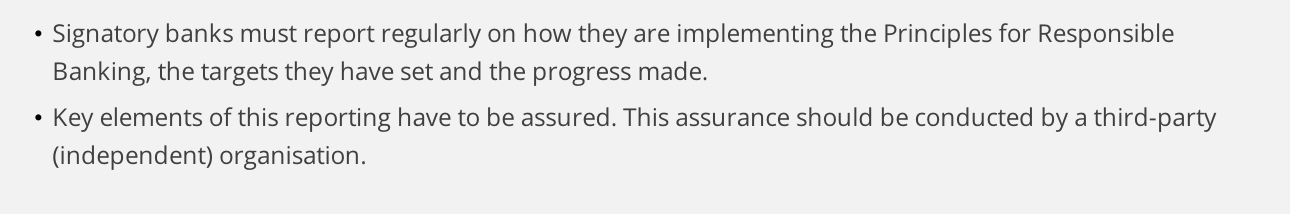 • Signatory banks must report regularly on how they are implementing the Principles for Responsible
Banking, the targets they have set and the progress made.
• Key elements of this reporting have to be assured. This assurance should be conducted by a third-party
(independent) organisation.